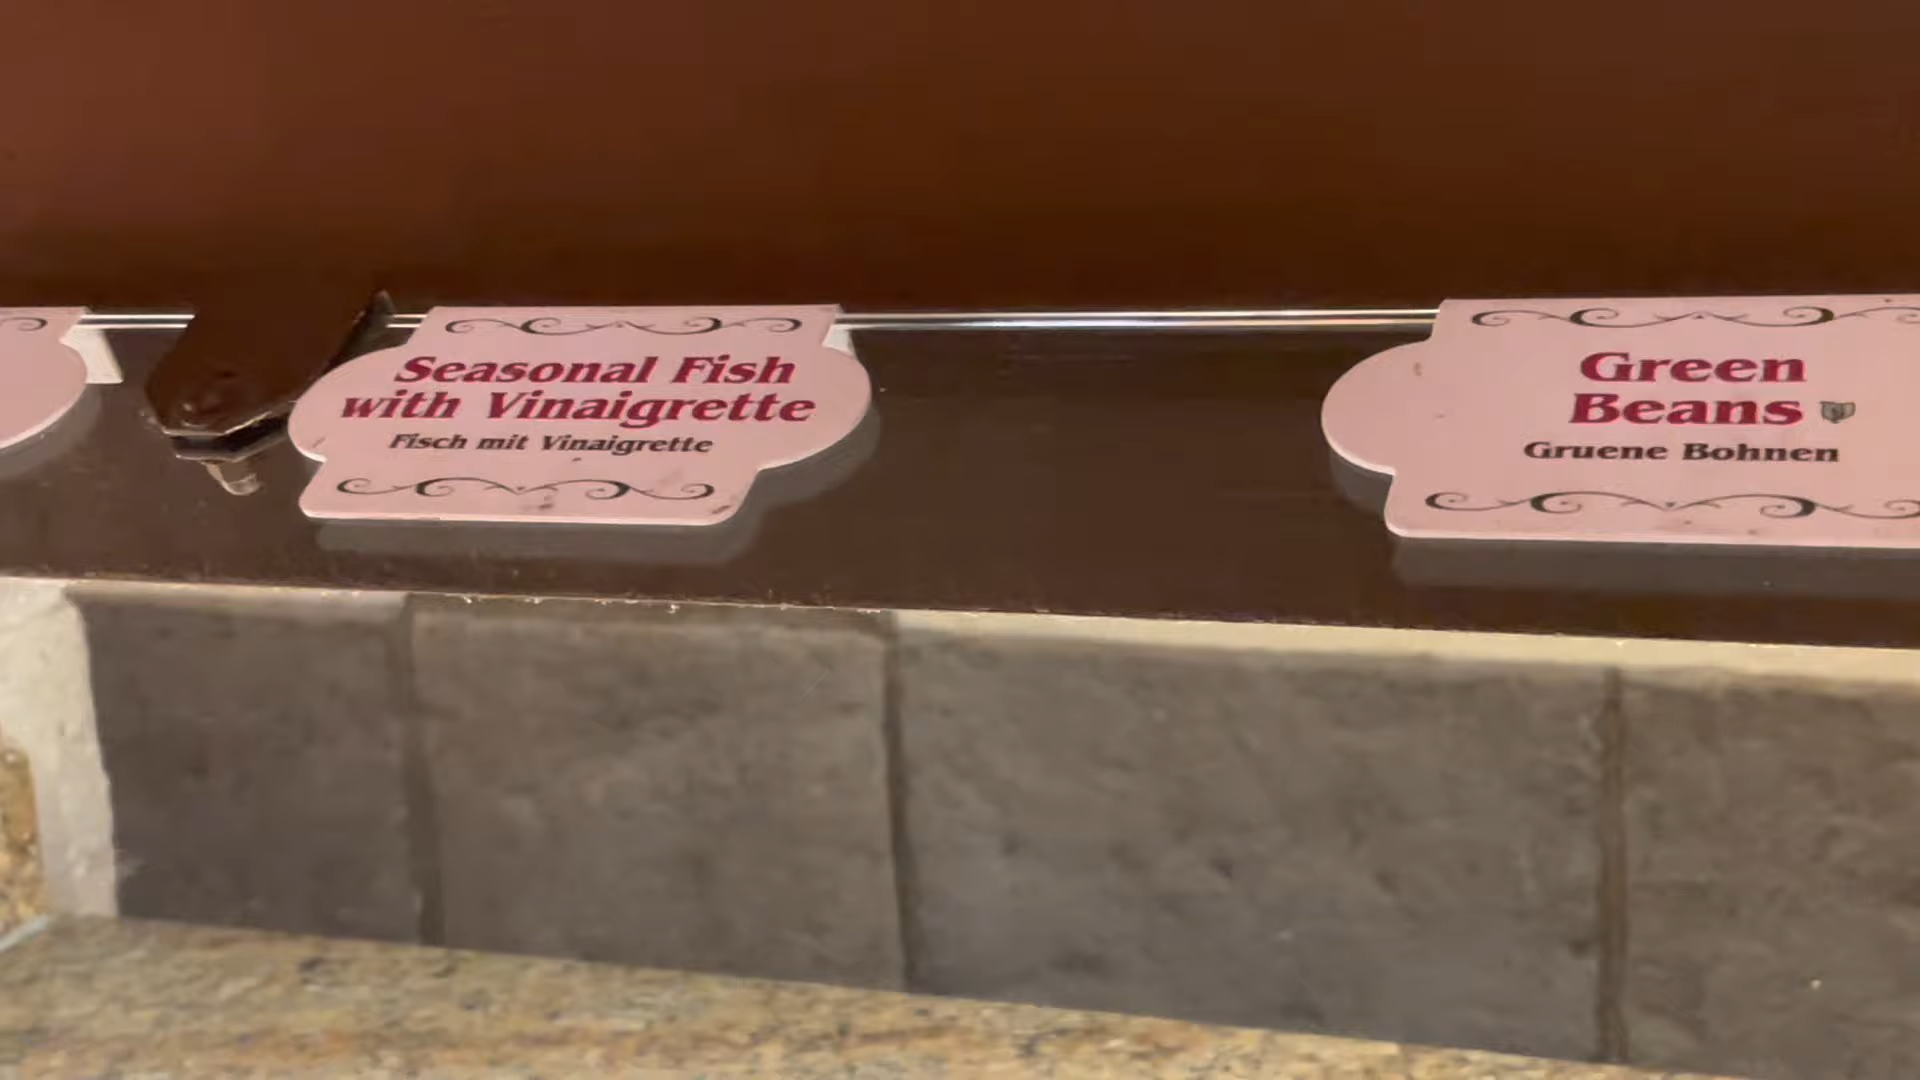 Seasonal Fish
with Vinaigrette
Fisch mit Vinaigrette
Green
Beans
Gruene Bohnen